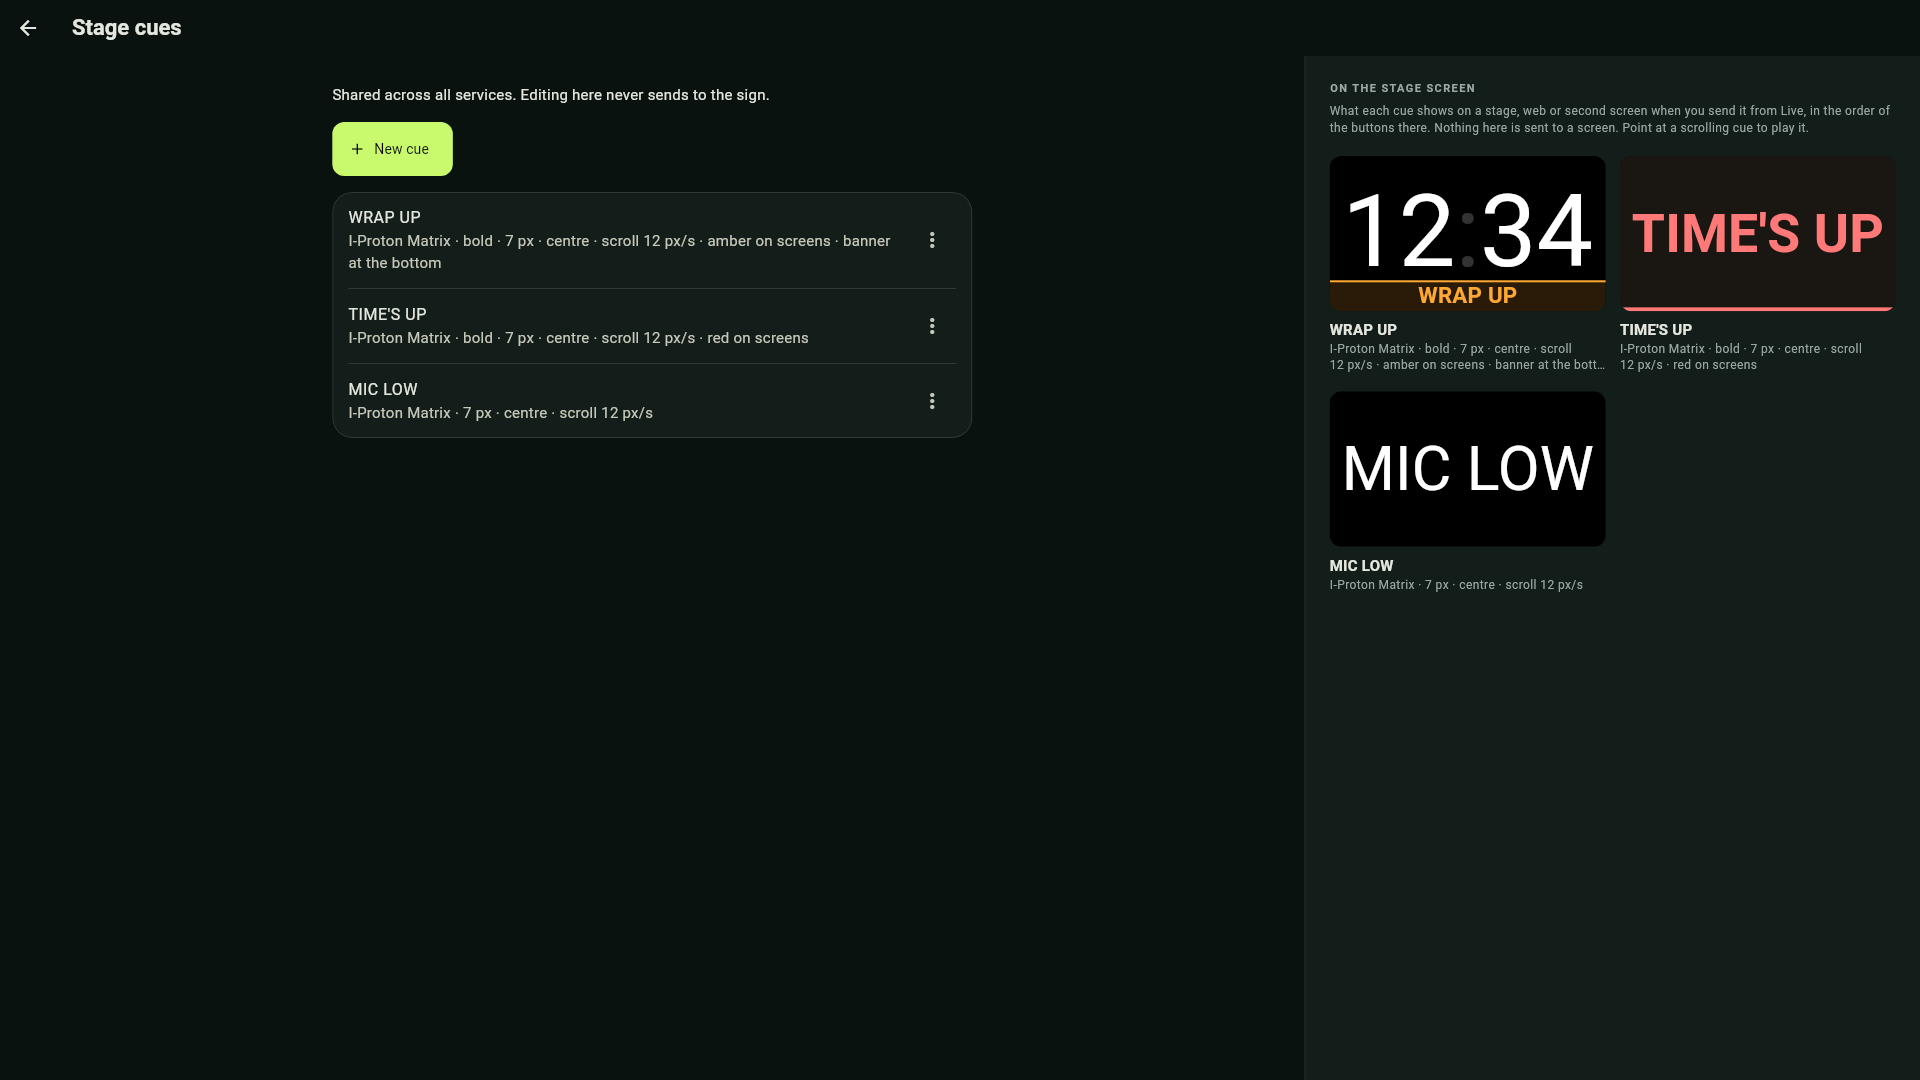 Stage cues
Shared across all services. Editing here never sends to the sign.
New cue
WRAP UP
I-Proton Matrix · bold · 7 px · centre · scroll 12 px/s · amber on screens · banner
at the bottom
TIME'S UP
I-Proton Matrix · bold · 7 px · centre · scroll 12 px/s · red on screens
MIC LOW
I-Proton Matrix · 7 px · centre · scroll 12 px/s
ON THE STAGE SCREEN
What each cue shows on a stage, web or second screen when you send it from Live, in the order of
the buttons there. Nothing here is sent to a screen. Point at a scrolling cue to play it.
12:34
WRAP UP
WRAP UP
I-Proton Matrix · bold · 7 px · centre · scroll
12 px/s · amber on screens · banner at the bott…
TIME'S UP
TIME'S UP
I-Proton Matrix · bold · 7 px · centre · scroll
12 px/s · red on screens
MIC LOW
MIC LOW
I-Proton Matrix · 7 px · centre · scroll 12 px/s